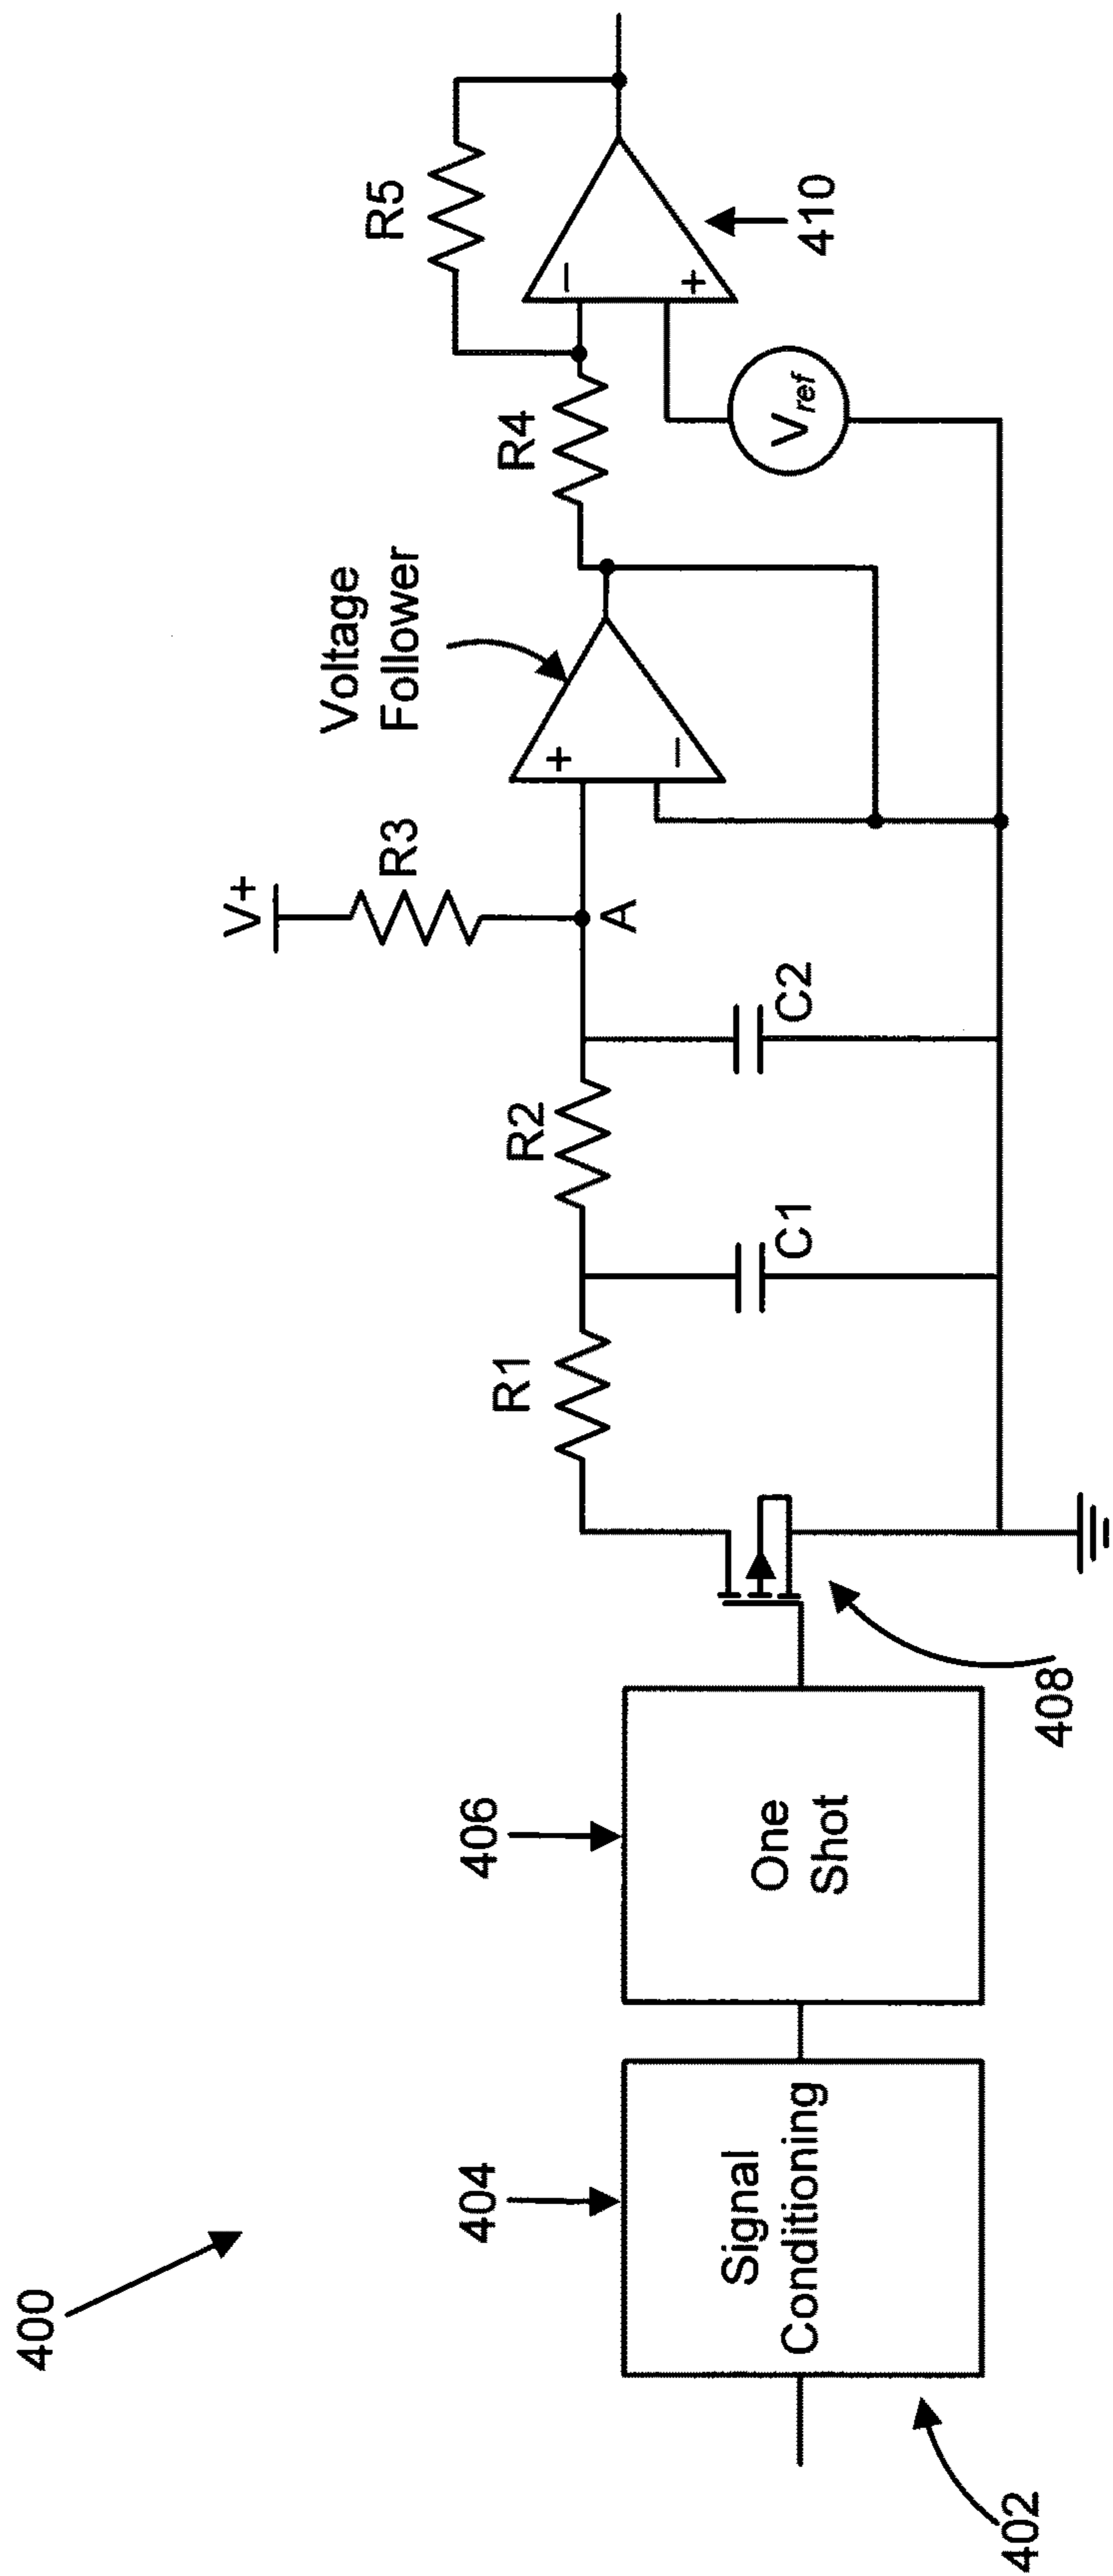 400
402
404
Signal
Conditioning
406
One
Shot
408
R1
C1
R2
C2
V+
R3
A
Voltage
Follower
+
−
R4
Vref
R5
−
+
410